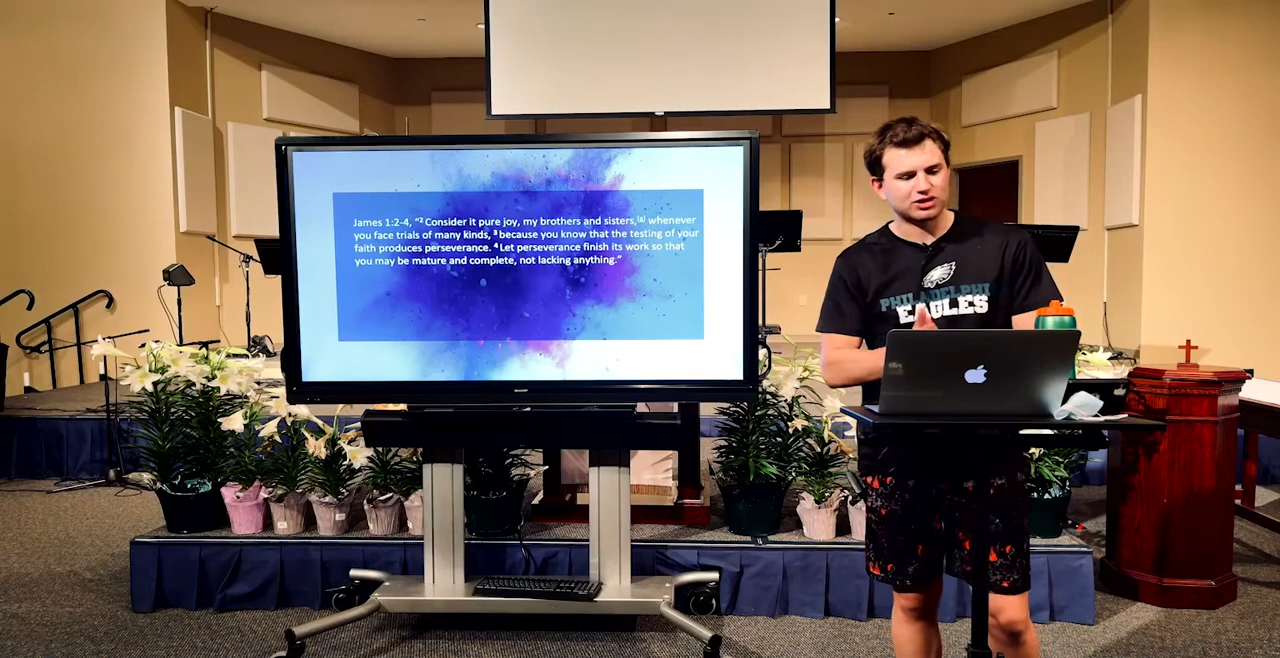 James 1:2-4, “² Consider it pure joy, my brothers and sisters,[a] whenever
you face trials of many kinds, ³ because you know that the testing of your
faith produces perseverance. ⁴ Let perseverance finish its work so that
you may be mature and complete, not lacking anything.”
SHARP
PHILADELPHIA
EAGLES